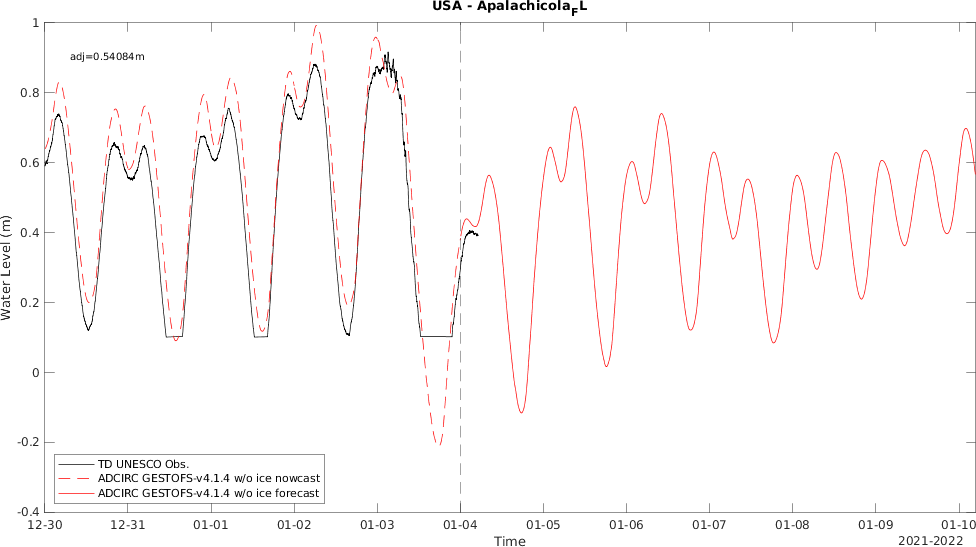 USA - Apalachicola_FL
adj=0.54084m
Water Level (m)
1
0.8
0.6
0.4
0.2
0
-0.2
-0.4
TD UNESCO Obs.
ADCIRC GESTOFS-v4.1.4 w/o ice nowcast
ADCIRC GESTOFS-v4.1.4 w/o ice forecast
12-30 12-31 01-01 01-02 01-03 01-04 01-05 01-06 01-07 01-08 01-09 01-10
Time
2021-2022